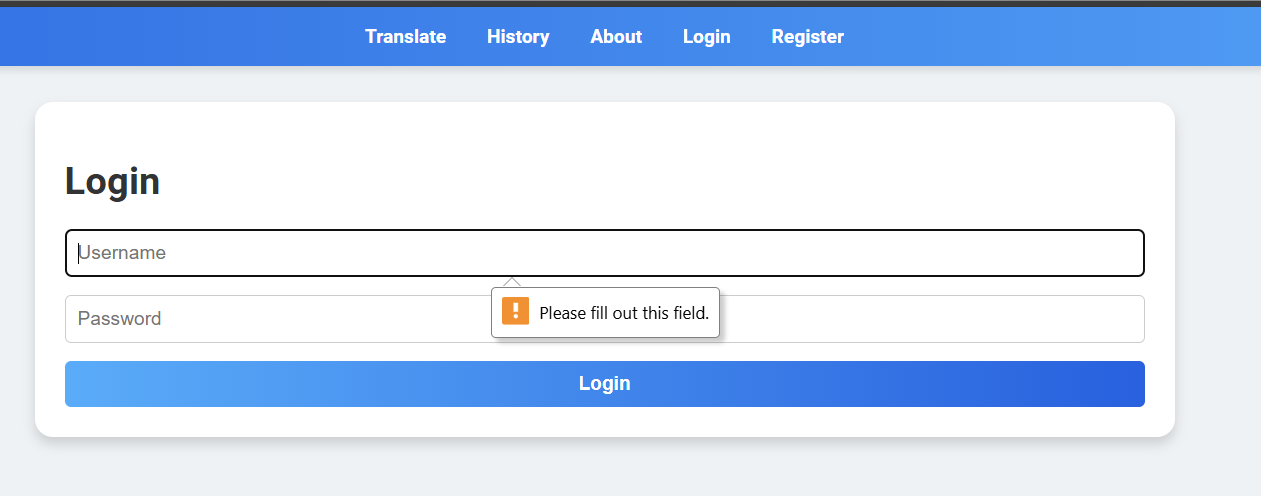 Translate History About Login Register
Login
Username
Please fill out this field.
Password
Login